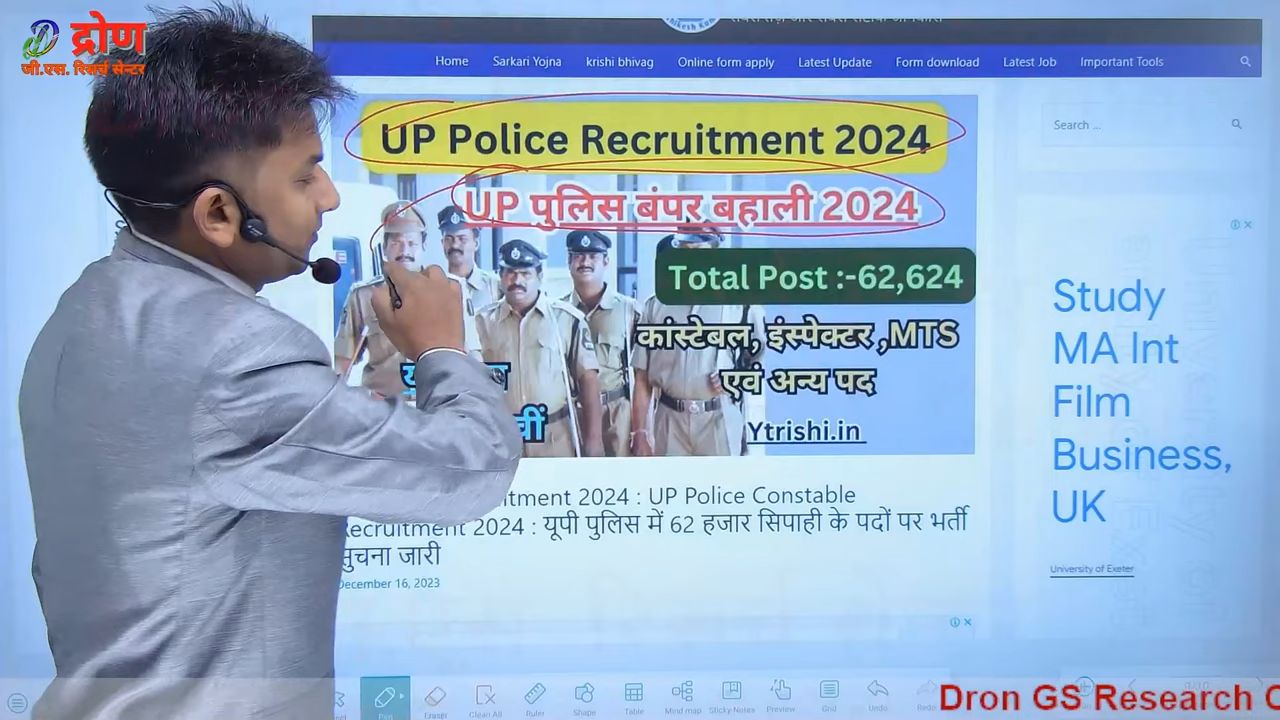 द्रोण
जी.एस. रिसर्च सेन्टर
Home Sarkari Yojna krishi bhivag Online form apply Latest Update Form download Latest Job Important Tools
UP Police Recruitment 2024
Search ...
UP पुलिस बंपर बहाली 2024
Total Post :-62,624
कांस्टेबल, इंस्पेक्टर ,MTS
एवं अन्य पद
Ytrishi.in
Study
MA Int
Film
Business,
UK
University of Exeter
2024 : UP Police Constable
Recruitment 2024 : यूपी पुलिस में 62 हजार सिपाही के पदों पर भर्ती
सुचना जारी
December 16, 2023
Pen Eraser Clean All Ruler Shape Table Mind map Sticky Notes Preview Grid Undo Redo
Dron GS Research